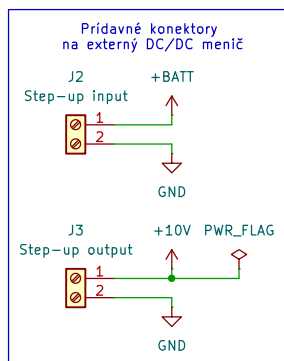 Prídavné konektory
na externý DC/DC menič
J2
Step-up input
+BATT
1
2
GND
J3
Step-up output
+10V
PWR_FLAG
1
2
GND